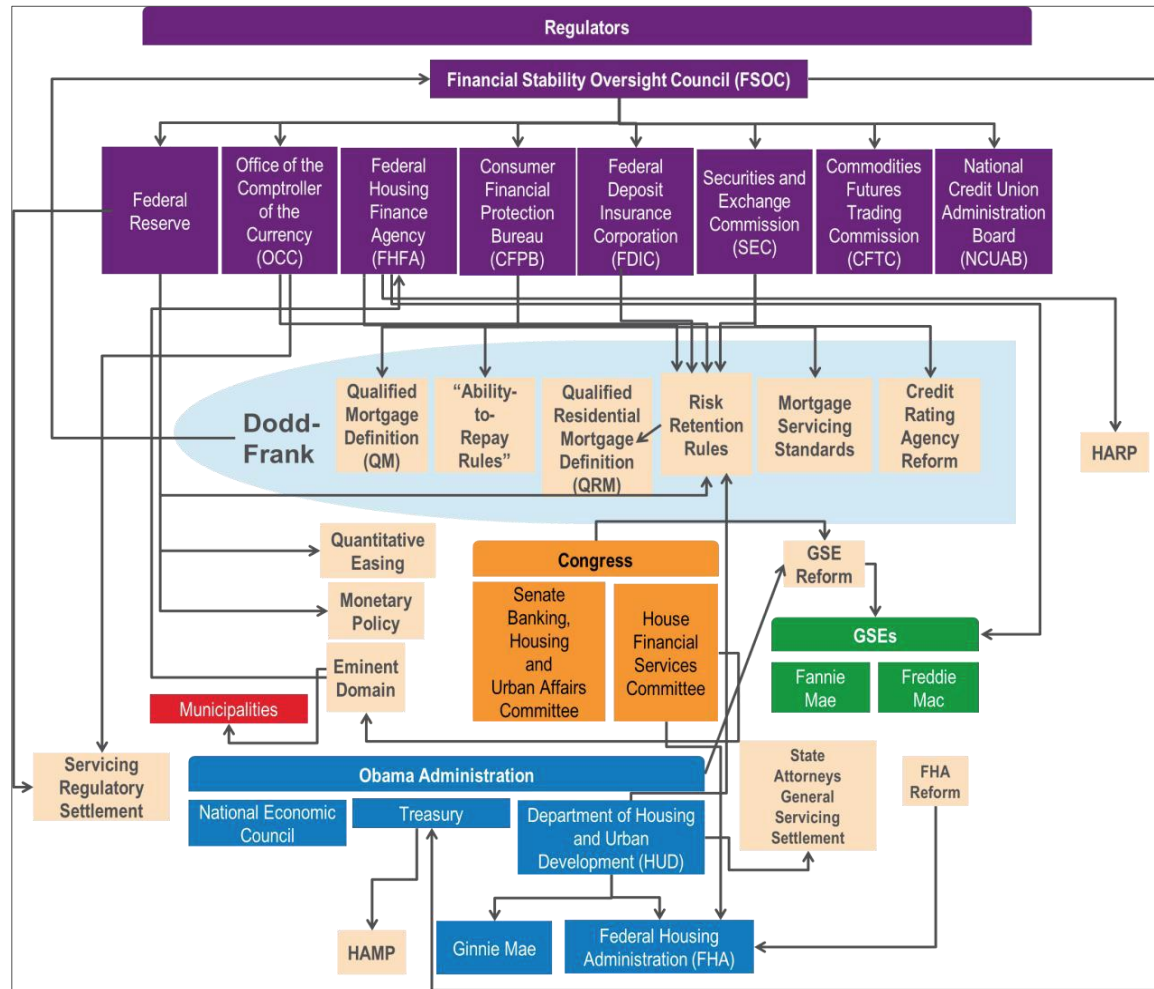 Regulators
Financial Stability Oversight Council (FSOC)
Federal
Reserve
Office of the
Comptroller
of the
Currency
(OCC)
Federal
Housing
Finance
Agency
(FHFA)
Consumer
Financial
Protection
Bureau
(CFPB)
Federal
Deposit
Insurance
Corporation
(FDIC)
Securities and
Exchange
Commission
(SEC)
Commodities
Futures
Trading
Commission
(CFTC)
National
Credit Union
Administration
Board
(NCUAB)
Dodd-
Frank
Qualified
Mortgage
Definition
(QM)
“Ability-
to-
Repay
Rules”
Qualified
Residential
Mortgage
Definition
(QRM)
Risk
Retention
Rules
Mortgage
Servicing
Standards
Credit
Rating
Agency
Reform
HARP
Quantitative
Easing
Monetary
Policy
Eminent
Domain
Municipalities
Servicing
Regulatory
Settlement
Congress
Senate
Banking,
Housing
and
Urban Affairs
Committee
House
Financial
Services
Committee
GSE
Reform
GSEs
Fannie
Mae
Freddie
Mac
Obama Administration
National Economic
Council
Treasury
Department of Housing
and Urban
Development (HUD)
State
Attorneys
General
Servicing
Settlement
FHA
Reform
HAMP
Ginnie Mae
Federal Housing
Administration (FHA)